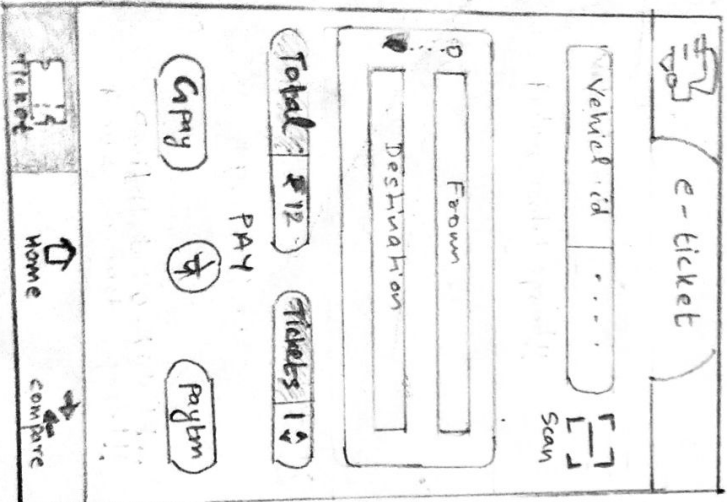 e-ticket
Vehicl id ....
Scan
From
Destination
Total ₹ 12 Tickets 1
PAY
Gpay Paytm
Ticket Home compare